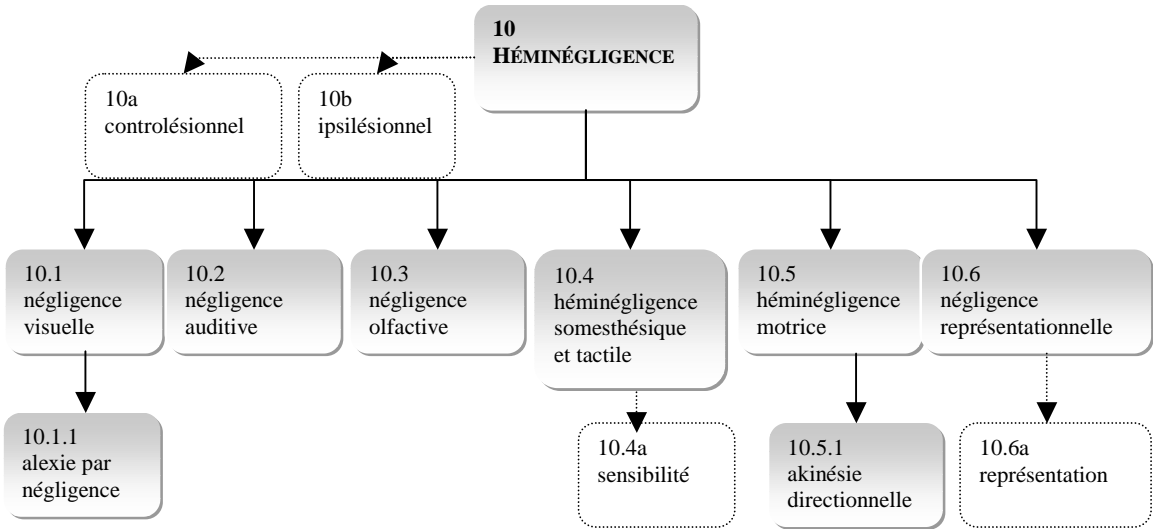 10
HÉMINÉGLIGENCE
10a
controlésionnel
10b
ipsilésionnel
10.1
négligence
visuelle
10.2
négligence
auditive
10.3
négligence
olfactive
10.4
héminégligence
somesthésique
et tactile
10.5
héminégligence
motrice
10.6
négligence
représentationnelle
10.1.1
alexie par
négligence
10.4a
sensibilité
10.5.1
akinésie
directionnelle
10.6a
représentation